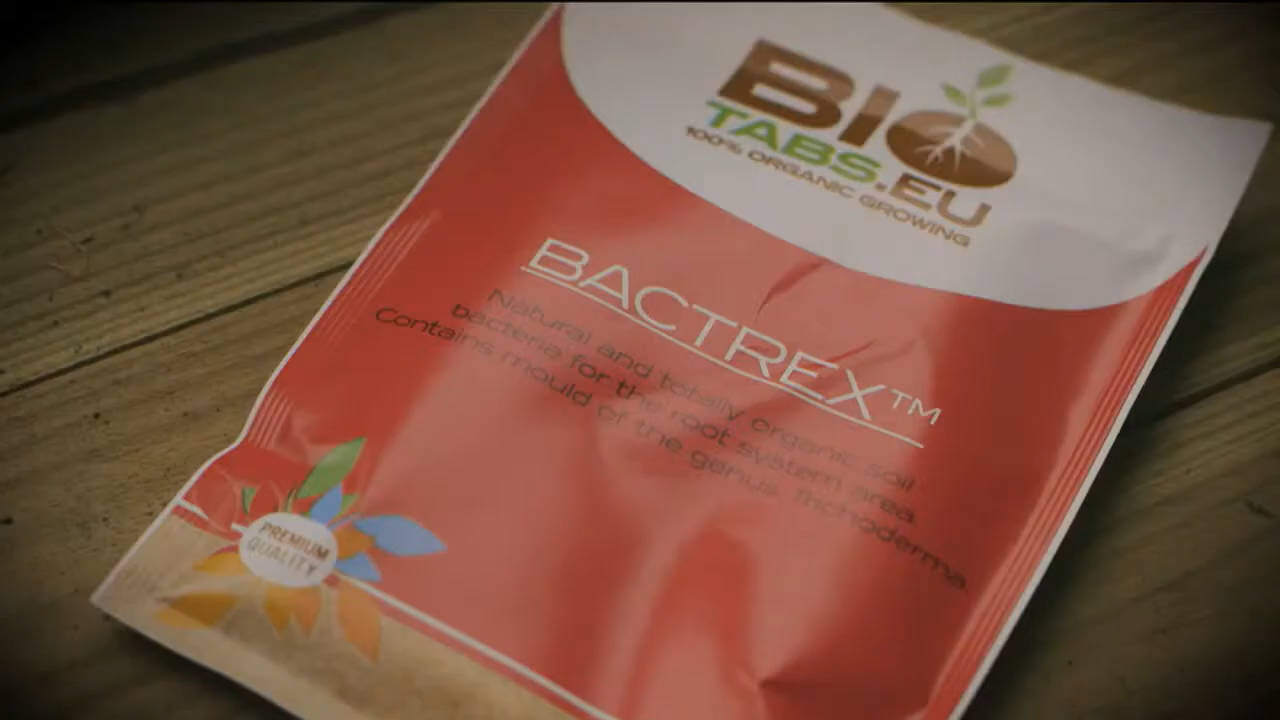 BIO
TABS.EU
100% ORGANIC GROWING
BACTREX™
Natural and totally organic soil
bacteria for the root system area.
Contains mould of the genus Trichoderma.
PREMIUM
QUALITY